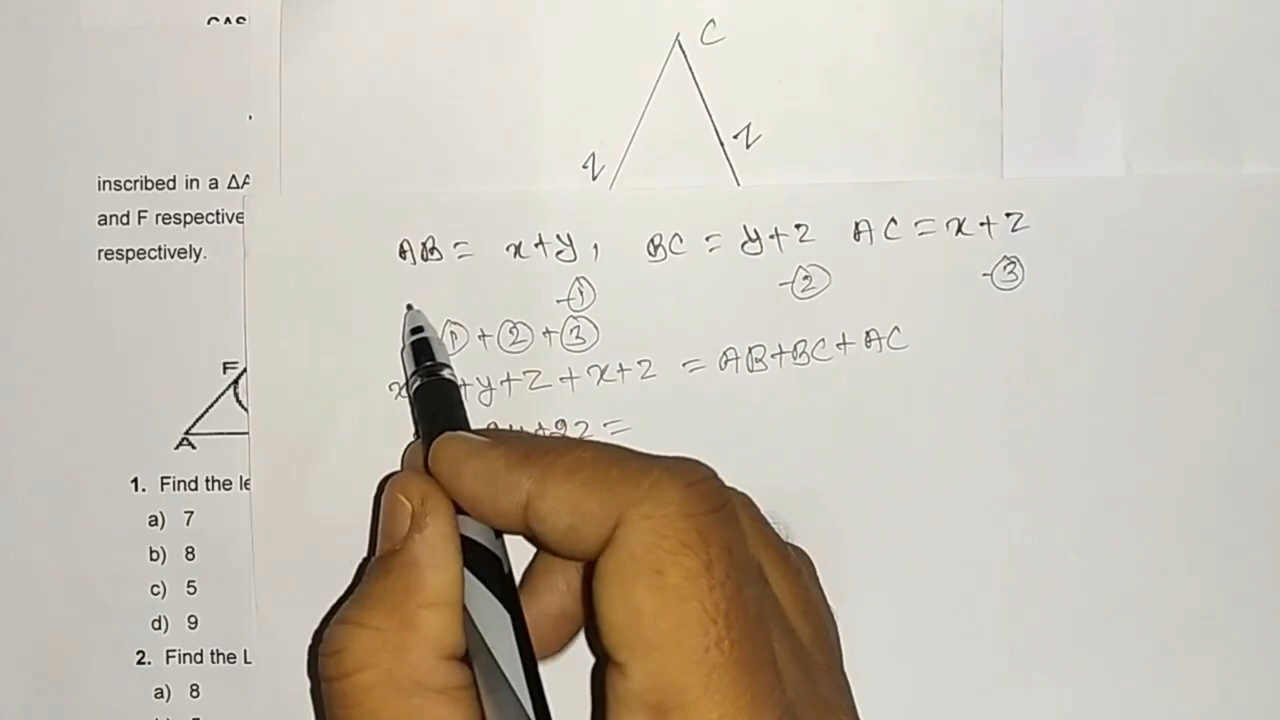 C
z z
inscribed in a ΔA
and F respective
respectively.
AB = x+y, BC = y+z AC = x+z
-① -② -③
① + ② + ③
x +y+z+x+z = AB+BC+AC
+2z =
F
A
1. Find the le
a) 7
b) 8
c) 5
d) 9
2. Find the L
a) 8